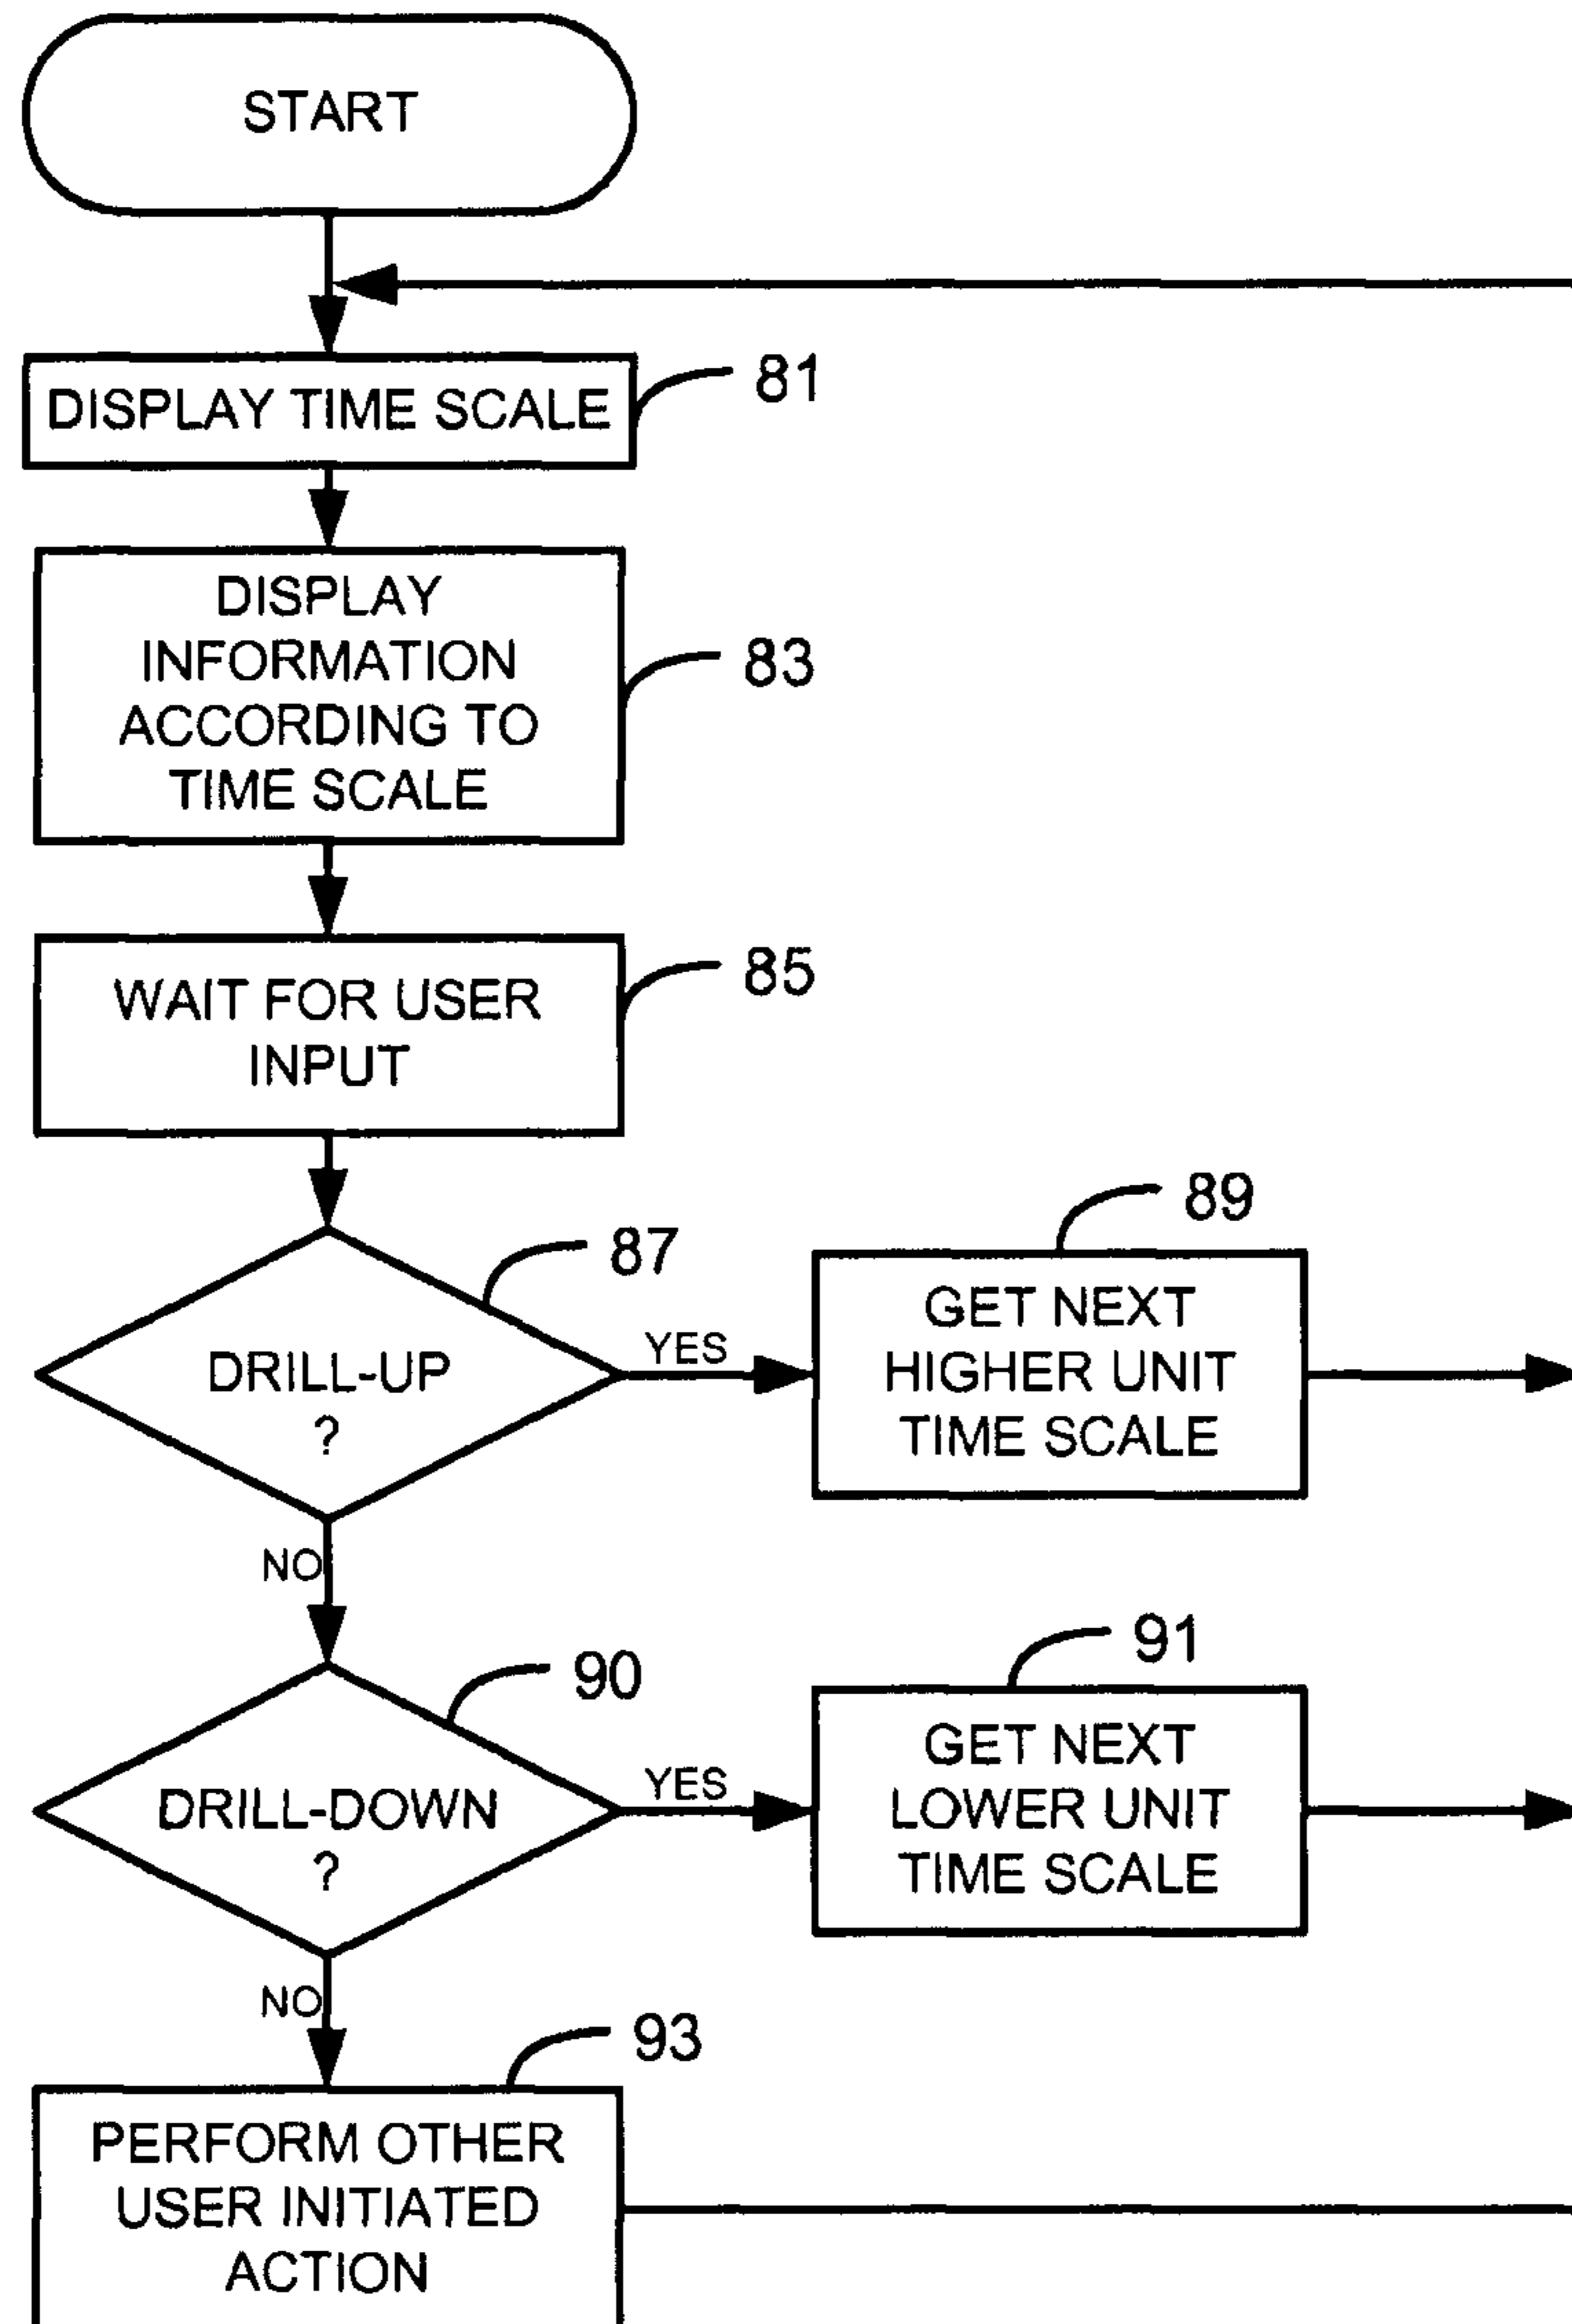 START
DISPLAY TIME SCALE
81
DISPLAY
INFORMATION
ACCORDING TO
TIME SCALE
83
WAIT FOR USER
INPUT
85
DRILL-UP
?
87
YES
GET NEXT
HIGHER UNIT
TIME SCALE
89
NO
DRILL-DOWN
?
90
YES
GET NEXT
LOWER UNIT
TIME SCALE
91
NO
PERFORM OTHER
USER INITIATED
ACTION
93